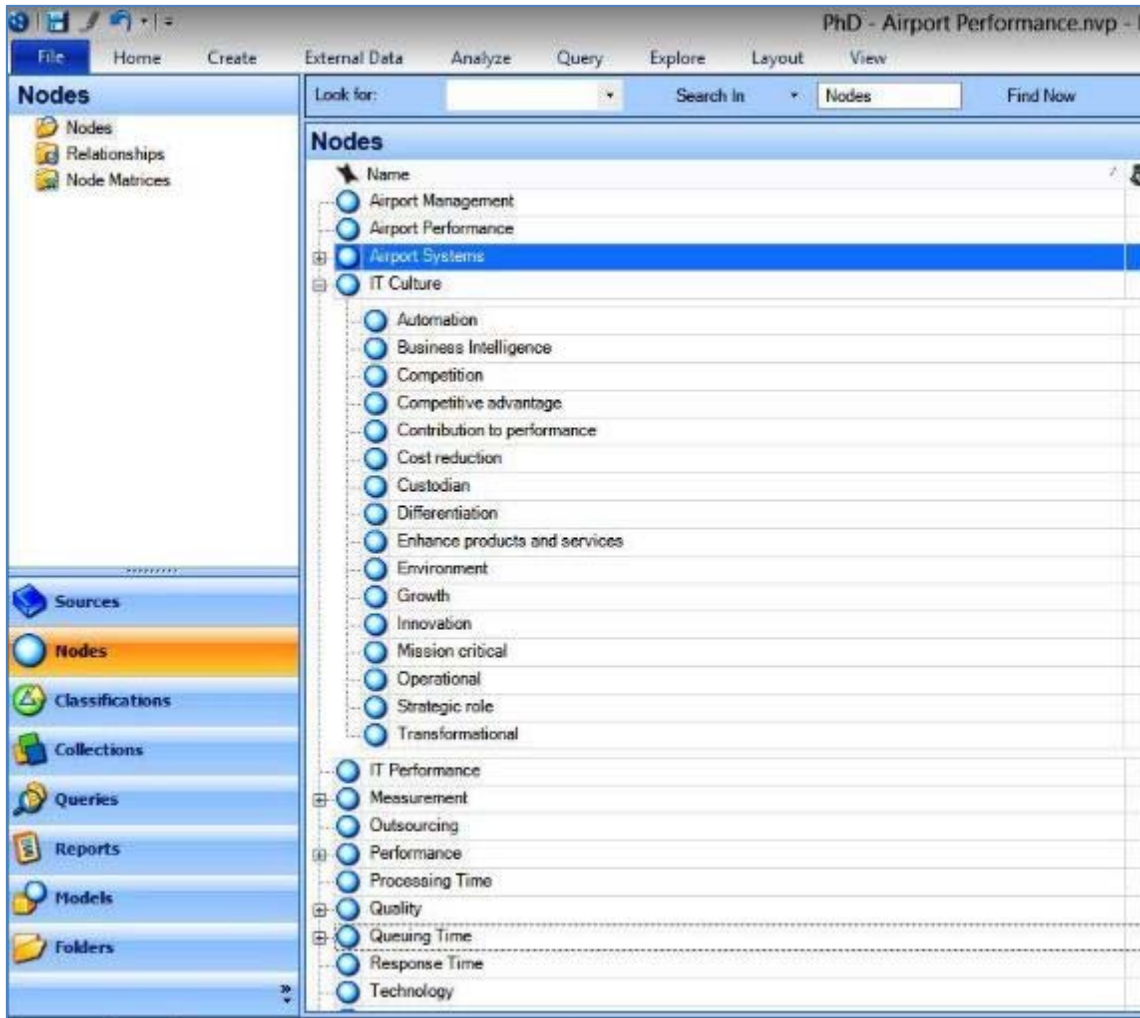 PhD - Airport Performance.nvp -
File Home Create External Data Analyze Query Explore Layout View
Nodes
Nodes
Relationships
Node Matrices
Sources
Nodes
Classifications
Collections
Queries
Reports
Models
Folders
Look for: Search In Nodes Find Now
Nodes
Name
Airport Management
Airport Performance
Airport Systems
IT Culture
Automation
Business Intelligence
Competition
Competitive advantage
Contribution to performance
Cost reduction
Custodian
Differentiation
Enhance products and services
Environment
Growth
Innovation
Mission critical
Operational
Strategic role
Transformational
IT Performance
Measurement
Outsourcing
Performance
Processing Time
Quality
Queuing Time
Response Time
Technology